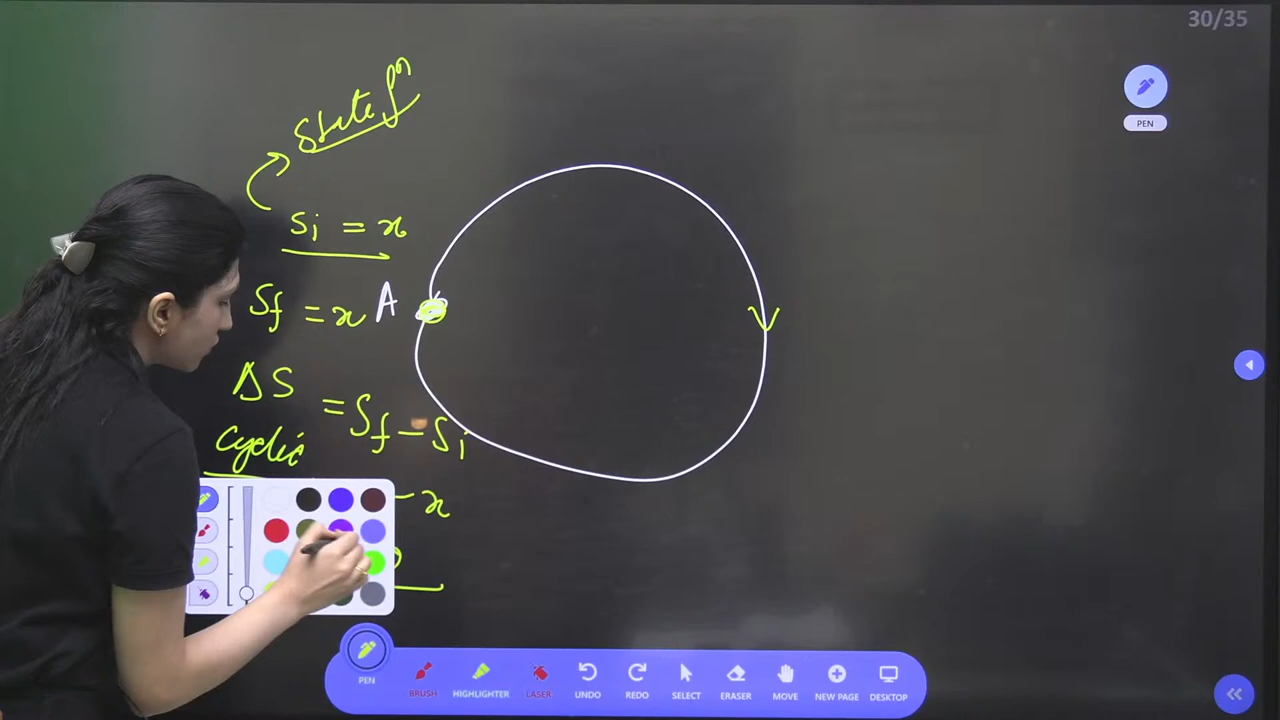 30/35
PEN
State fn
Si = x
Sf = x A
ΔS
cyclic
= Sf - Si
- x
PEN
BRUSH
HIGHLIGHTER
LASER
UNDO
REDO
SELECT
ERASER
MOVE
NEW PAGE
DESKTOP